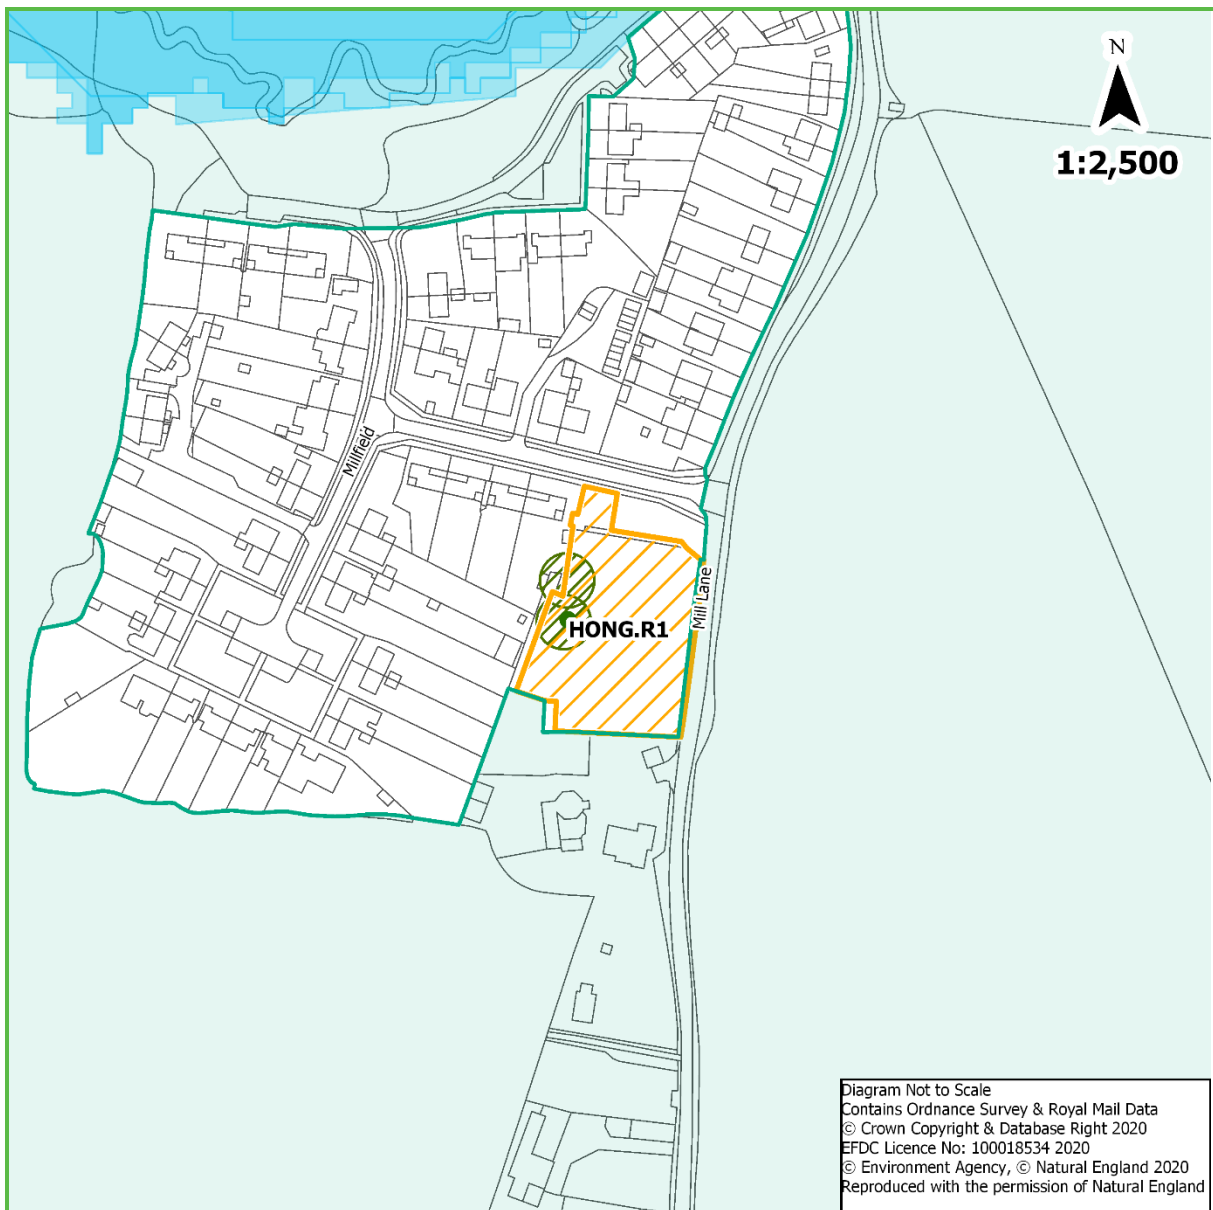 N
1:2,500
Millfield
HONG.R1
Mill Lane
Diagram Not to Scale
Contains Ordnance Survey & Royal Mail Data
© Crown Copyright & Database Right 2020
EFDC Licence No: 100018534 2020
© Environment Agency, © Natural England 2020
Reproduced with the permission of Natural England